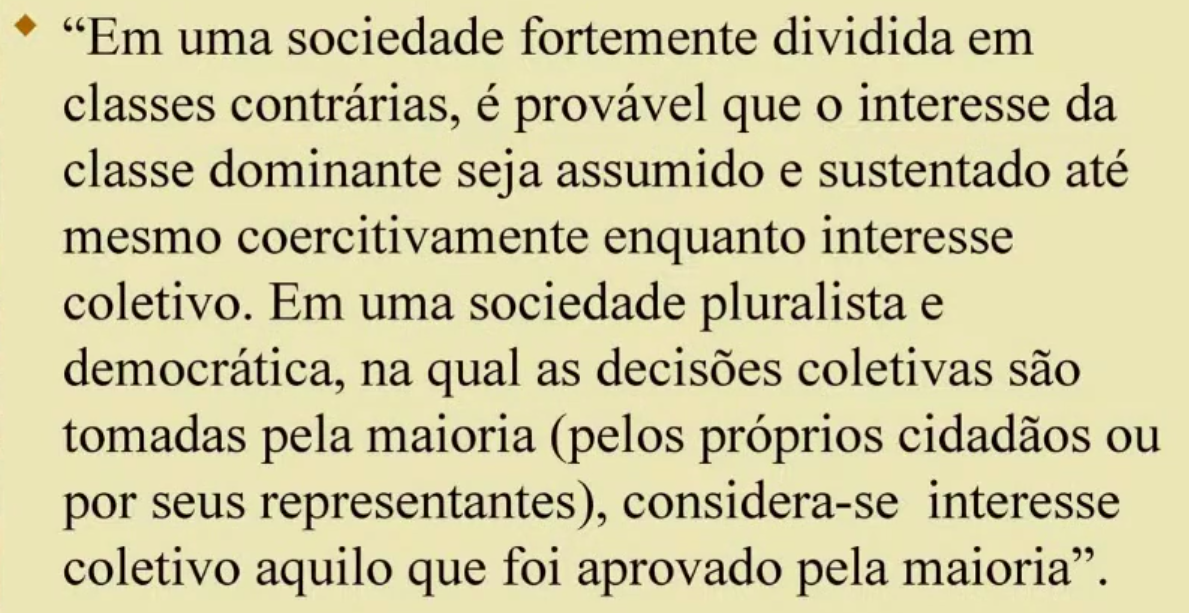 “Em uma sociedade fortemente dividida em
classes contrárias, é provável que o interesse da
classe dominante seja assumido e sustentado até
mesmo coercitivamente enquanto interesse
coletivo. Em uma sociedade pluralista e
democrática, na qual as decisões coletivas são
tomadas pela maioria (pelos próprios cidadãos ou
por seus representantes), considera-se  interesse
coletivo aquilo que foi aprovado pela maioria”.